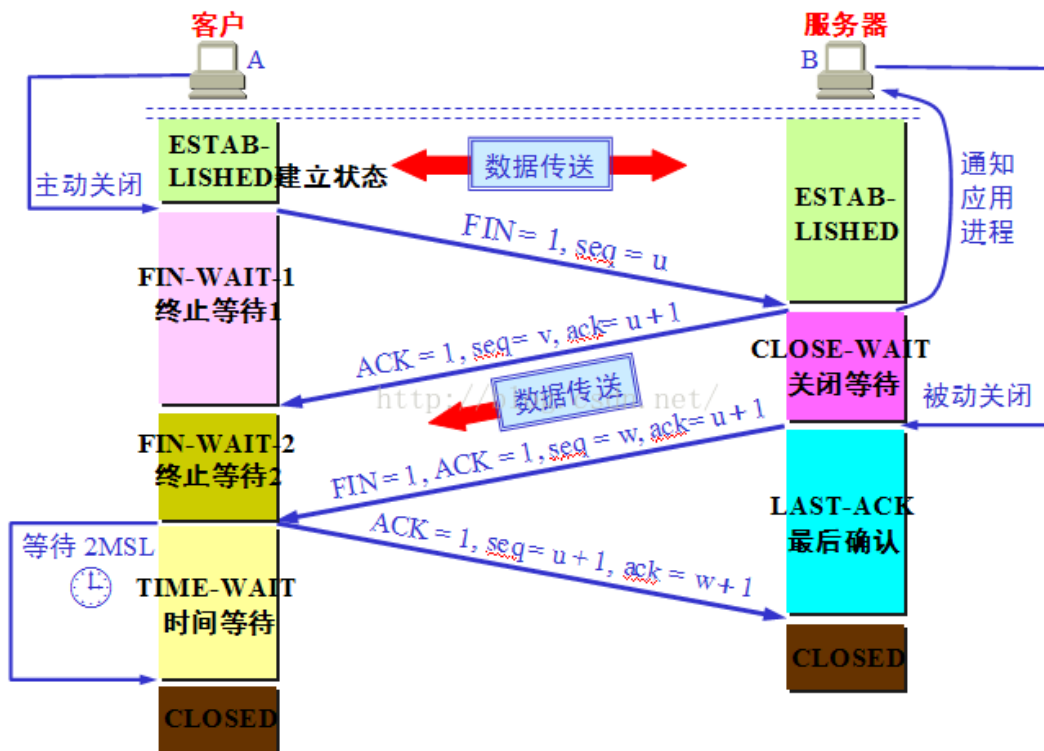 客户
服务器
A
B
ESTAB-
LISHED建立状态
数据传送
主动关闭
通知
应用
进程
ESTAB-
LISHED
FIN = 1, seq = u
FIN-WAIT-1
终止等待1
ACK = 1, seq= v, ack= u + 1
CLOSE-WAIT
关闭等待
数据传送
被动关闭
FIN-WAIT-2
终止等待2
FIN = 1, ACK = 1, seq = w, ack= u + 1
LAST-ACK
最后确认
ACK = 1, seq= u + 1, ack = w + 1
等待 2MSL
TIME-WAIT
时间等待
CLOSED
CLOSED